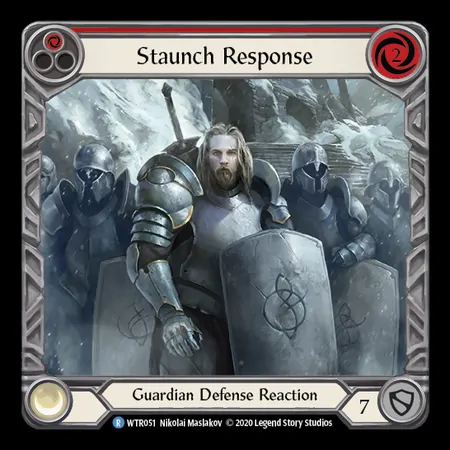 Staunch Response
2
Guardian Defense Reaction
7
R WTR051 Nikolai Maslakov © 2020 Legend Story Studios